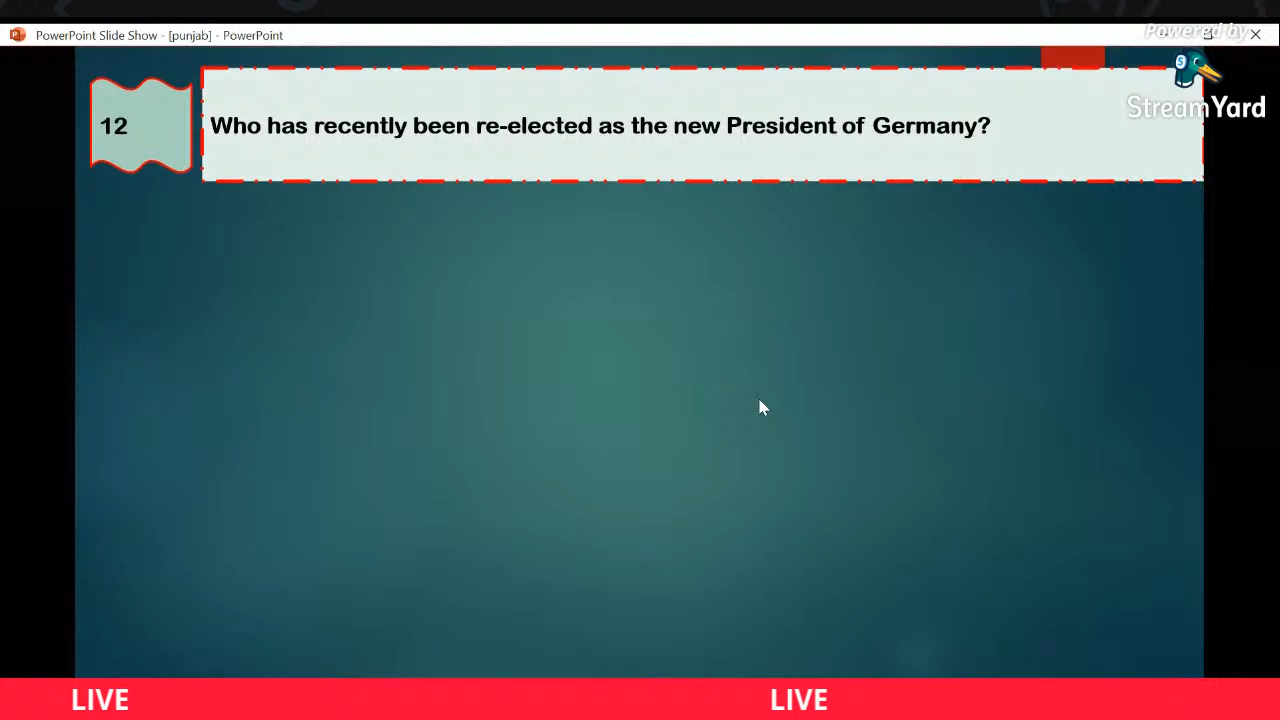 PowerPoint Slide Show - [punjab] - PowerPoint
Powered by
StreamYard
12
Who has recently been re-elected as the new President of Germany?
LIVE
LIVE